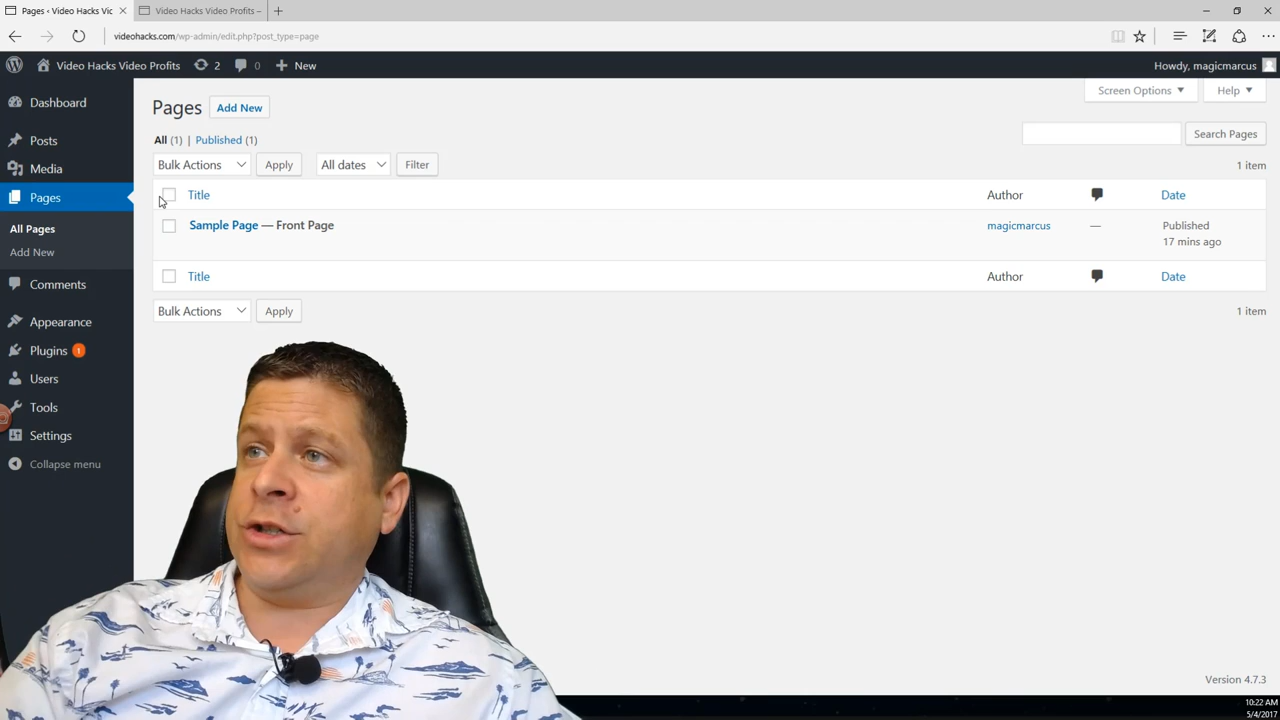 Pages ‹ Video Hacks Vic
Video Hacks Video Profits –
videohacks.com/wp-admin/edit.php?post_type=page
Video Hacks Video Profits 2 0 New
Howdy, magicmarcus
Dashboard
Posts
Media
Pages
All Pages
Add New
Comments
Appearance
Plugins 1
Users
Tools
Settings
Collapse menu
Screen Options Help
Pages Add New
All (1) | Published (1)
Search Pages
Bulk Actions Apply All dates Filter
1 item
Title Author Date
Sample Page — Front Page magicmarcus — Published
17 mins ago
Title Author Date
Bulk Actions Apply
1 item
Version 4.7.3
10:22 AM
5/4/2017